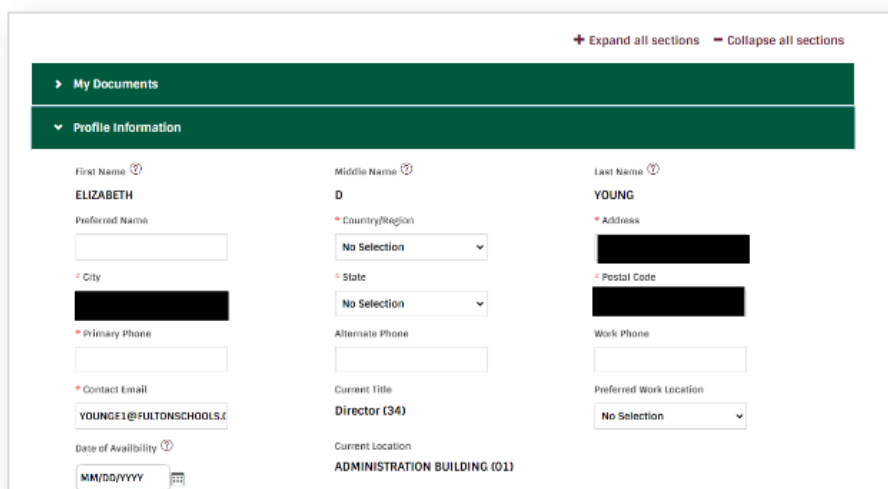 + Expand all sections − Collapse all sections
My Documents
Profile Information
First Name ? Middle Name ? Last Name ?
ELIZABETH D YOUNG
Preferred Name * Country/Region * Address
No Selection
* City * State * Postal Code
No Selection
* Primary Phone Alternate Phone Work Phone
* Contact Email Current Title Preferred Work Location
YOUNGE1@FULTONSCHOOLS. Director (34) No Selection
Date of Availbility ? Current Location
MM/DD/YYYY ADMINISTRATION BUILDING (01)